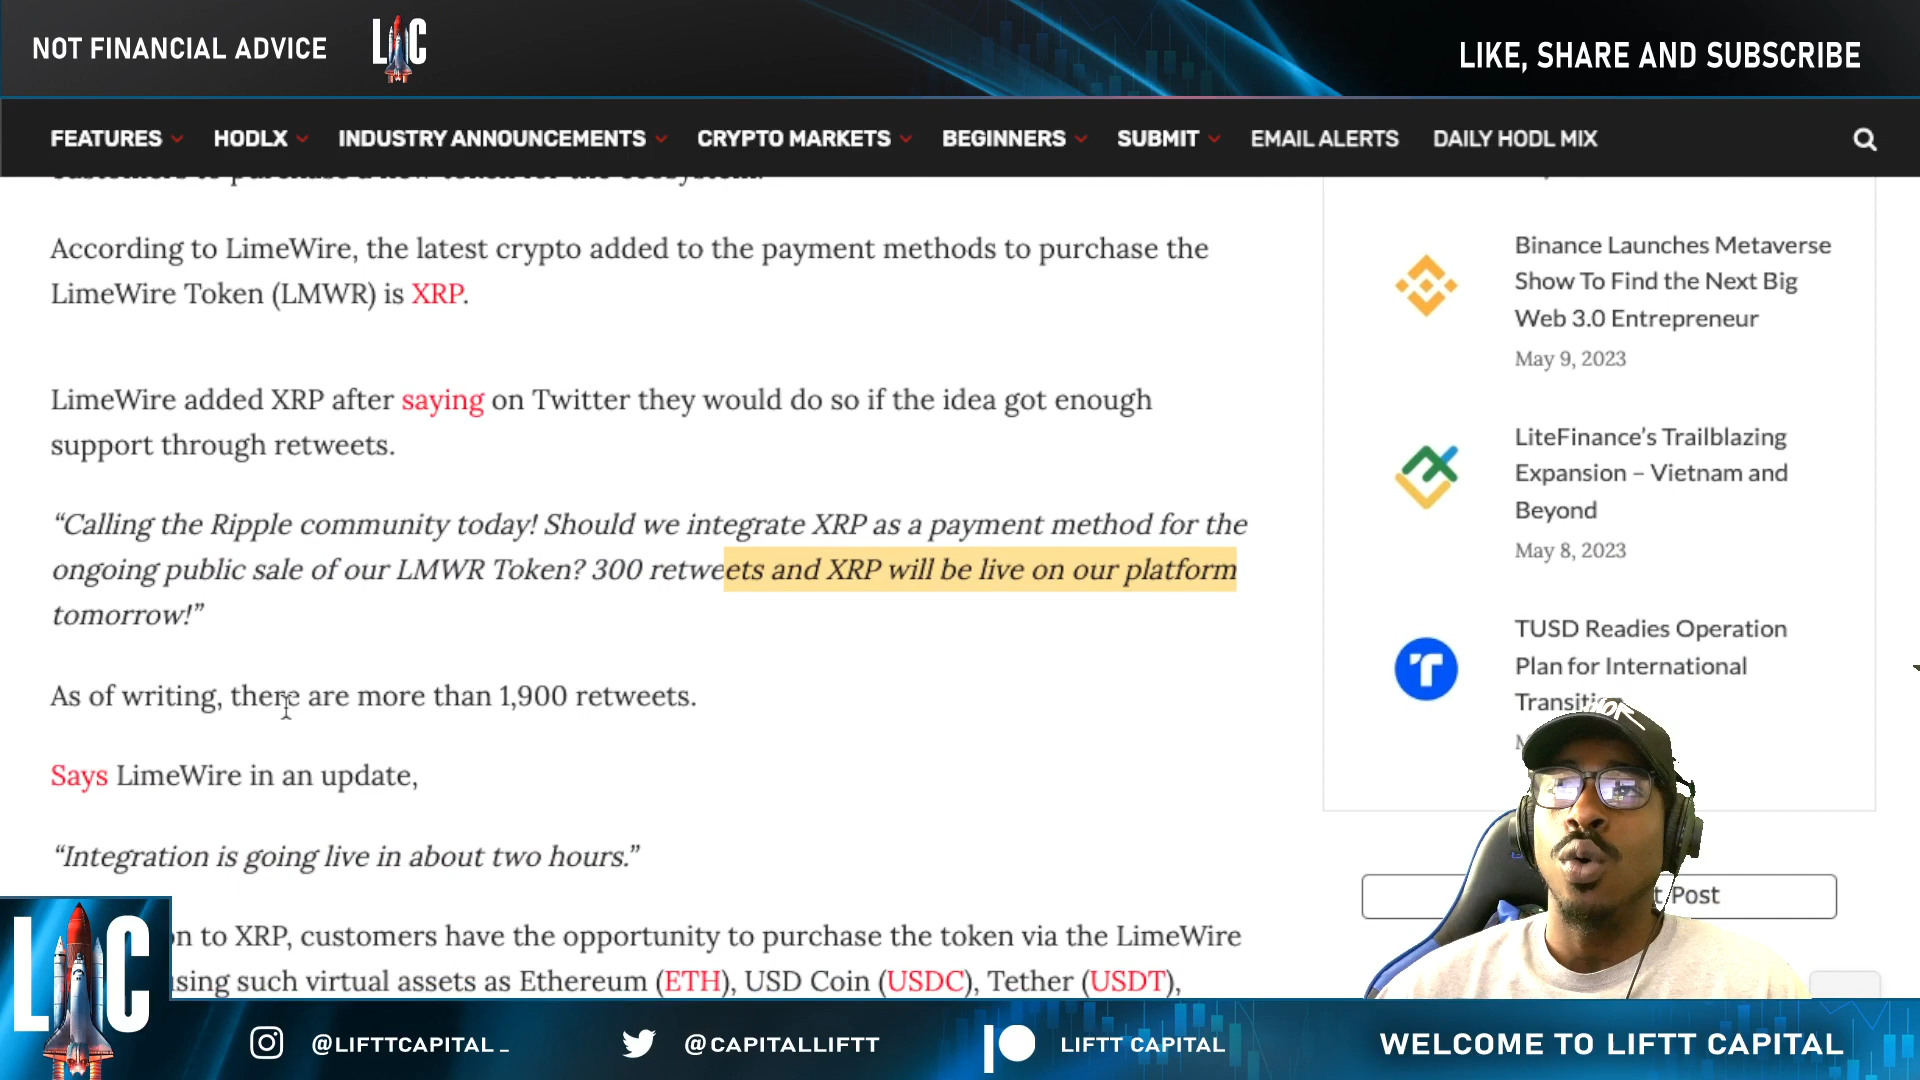 NOT FINANCIAL ADVICE
LC
LIKE, SHARE AND SUBSCRIBE
FEATURES
HODLX
INDUSTRY ANNOUNCEMENTS
CRYPTO MARKETS
BEGINNERS
SUBMIT
EMAIL ALERTS
DAILY HODL MIX
According to LimeWire, the latest crypto added to the payment methods to purchase the
LimeWire Token (LMWR) is XRP.
LimeWire added XRP after saying on Twitter they would do so if the idea got enough
support through retweets.
“Calling the Ripple community today! Should we integrate XRP as a payment method for the
ongoing public sale of our LMWR Token? 300 retweets and XRP will be live on our platform
tomorrow!”
As of writing, there are more than 1,900 retweets.
Says LimeWire in an update,
“Integration is going live in about two hours.”
on to XRP, customers have the opportunity to purchase the token via the LimeWire
sing such virtual assets as Ethereum (ETH), USD Coin (USDC), Tether (USDT),
Binance Launches Metaverse
Show To Find the Next Big
Web 3.0 Entrepreneur
May 9, 2023
LiteFinance’s Trailblazing
Expansion – Vietnam and
Beyond
May 8, 2023
TUSD Readies Operation
Plan for International
Post
LC
@LIFTTCAPITAL_
@CAPITALLIFTT
LIFTT CAPITAL
WELCOME TO LIFTT CAPITAL